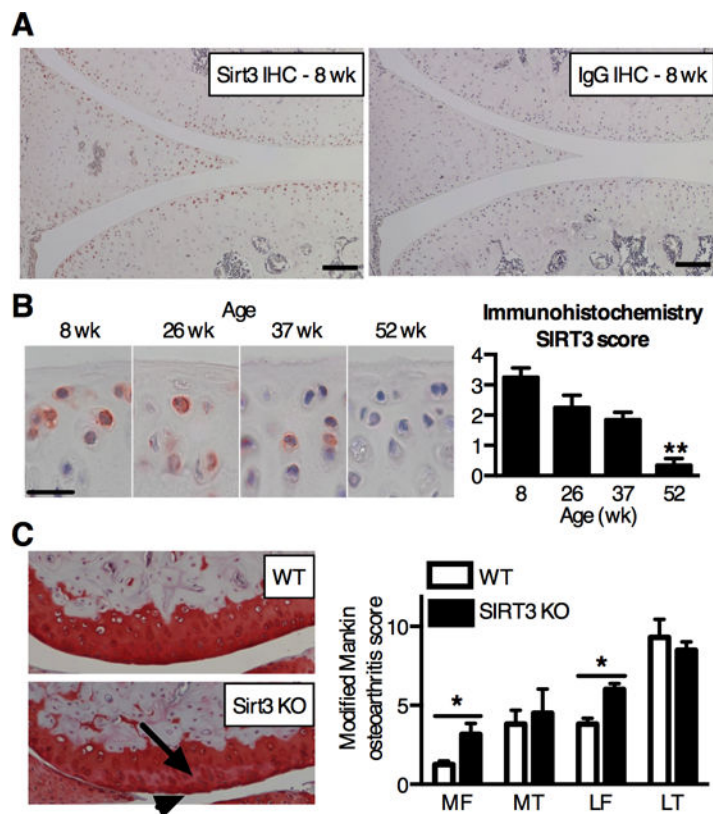 A
Sirt3 IHC - 8 wk
IgG IHC - 8 wk
B
Age
8 wk
26 wk
37 wk
52 wk
Immunohistochemistry
SIRT3 score
4
3
2
1
0
**
8
26
37
52
Age (wk)
C
WT
Sirt3 KO
WT
SIRT3 KO
Modified Mankin
osteoarthritis score
10
5
0
*
*
MF
MT
LF
LT